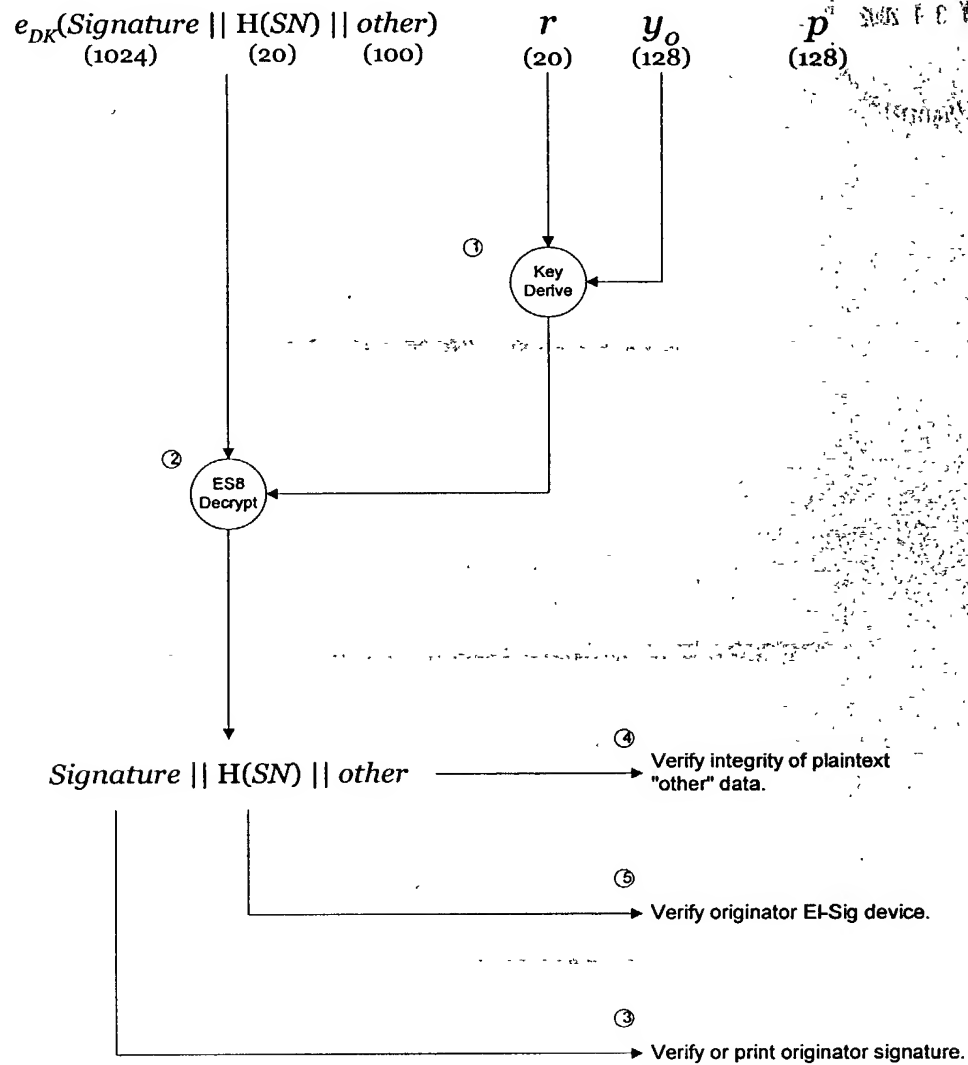 e_DK(Signature || H(SN) || other) r y_o p
(1024) (20) (100) (20) (128) (128)
①
Key
Derive
②
ES8
Decrypt
④
Signature || H(SN) || other
Verify integrity of plaintext
"other" data.
⑤
Verify originator El-Sig device.
③
Verify or print originator signature.